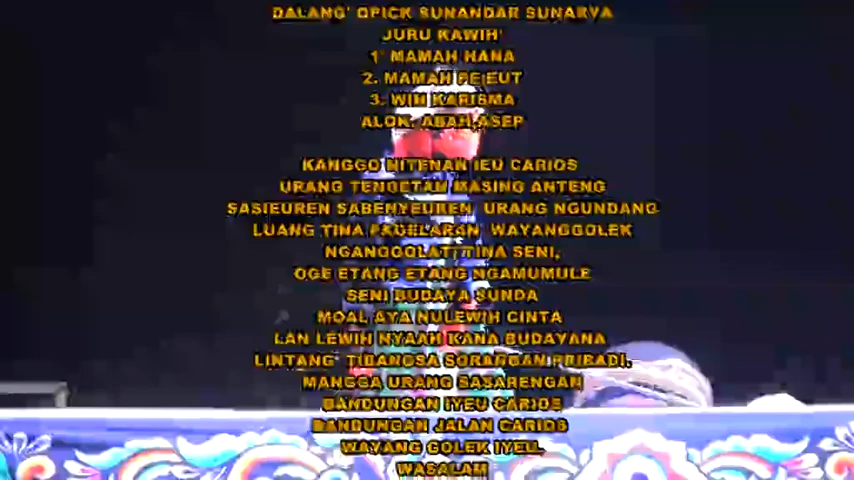 DALANG' OPICK SUNANDAR SUNARYA
JURU KAWIH'
1' MAMAH HANA
2. MAMAH PE'EUT
3. WIN KARISMA
ALOK. ABAH ASEP
KANGGO NITENAN IEU CARIOS
URANG TENGETAN MASING ANTENG
SASIEUREN SABENYEUREN, URANG NGUNDANG
LUANG TINA PAGELARAN' WAYANGGOLEK
NGANGGOLATI TINA SENI,
OGE ETANG ETANG NGAMUMULE
SENI BUDAYA SUNDA
MOAL AYA NULEWIH CINTA
LAN LEWIH NYAAH KANA BUDAYANA
LINTANG' TIBANGSA SORANGAN PRIBADI.
MANGGA URANG SASARENGAN
BANDUNGAN IYEU CARIOS
BANDUNGAN JALAN CARIOS
WAYANG GOLEK IYEU.
WASALAM